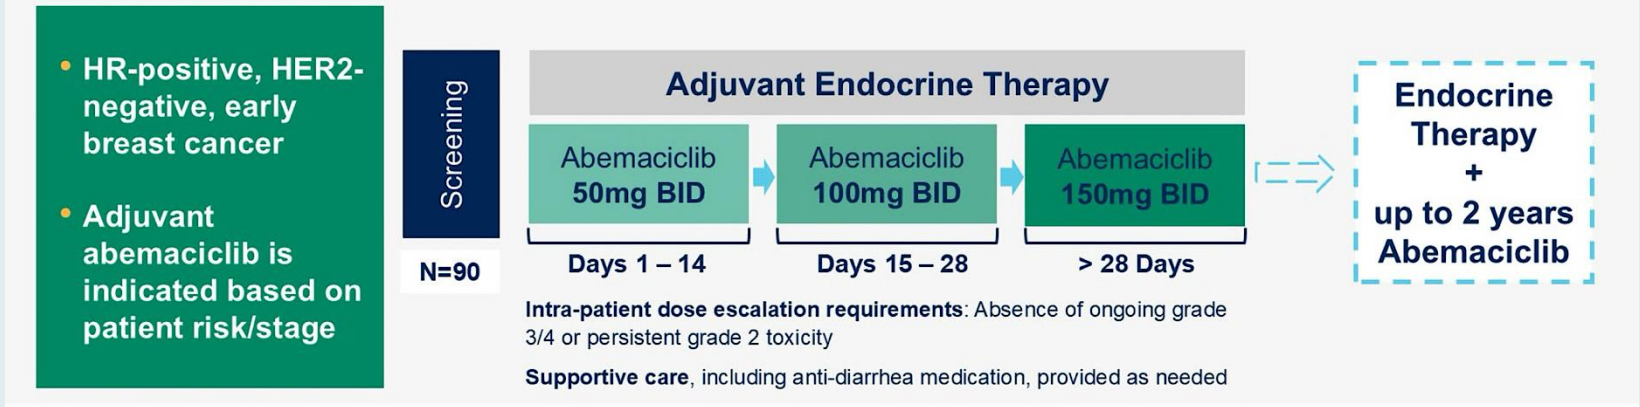 • HR-positive, HER2-
negative, early
breast cancer
• Adjuvant
abemaciclib is
indicated based on
patient risk/stage
Screening
N=90
Adjuvant Endocrine Therapy
Abemaciclib
50mg BID
Days 1 – 14
Abemaciclib
100mg BID
Days 15 – 28
Abemaciclib
150mg BID
> 28 Days
Intra-patient dose escalation requirements: Absence of ongoing grade
3/4 or persistent grade 2 toxicity
Supportive care, including anti-diarrhea medication, provided as needed
Endocrine
Therapy
+
up to 2 years
Abemaciclib